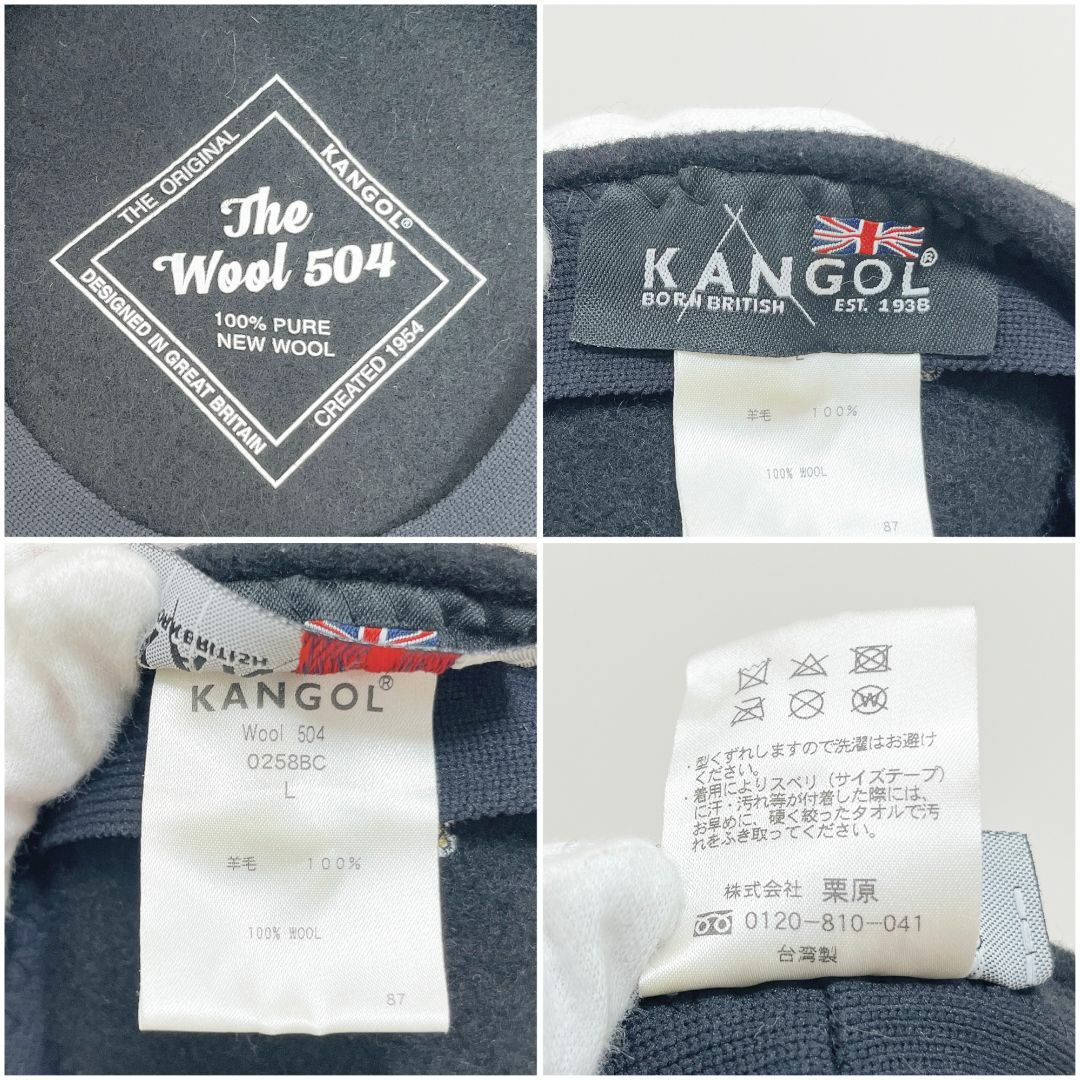 THE ORIGINAL
KANGOL®
The
Wool 504
100% PURE
NEW WOOL
DESIGNED IN GREAT BRITAIN
CREATED 1954
KANGOL®
BORN BRITISH EST. 1938
L
羊毛 100%
100% WOOL
87
BRITISH
KANGOL®
Wool 504
0258BC
L
羊毛 100%
100% WOOL
87
W
・型くずれしますので洗濯はお避け
ください。
・着用によりスベリ（サイズテープ）
に汗・汚れ等が付着した際には、
お早めに、硬く絞ったタオルで汚
れをふき取ってください。
株式会社 栗原
0120-810-041
台湾製